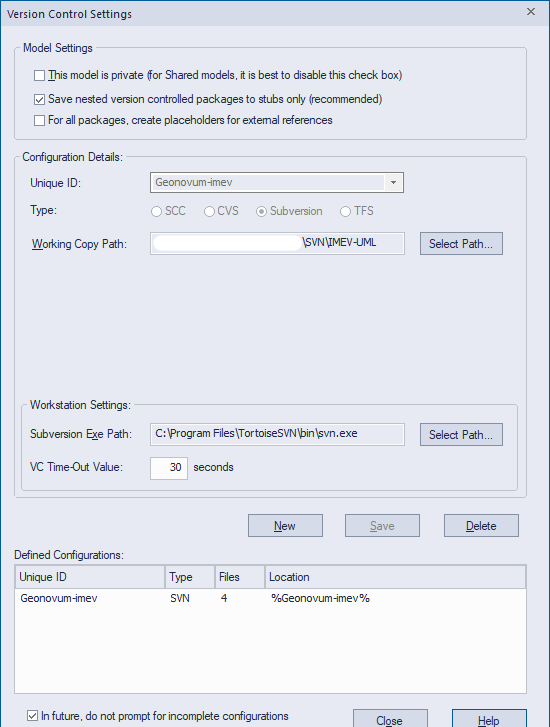 Version Control Settings
Model Settings
This model is private (for Shared models, it is best to disable this check box)
Save nested version controlled packages to stubs only (recommended)
For all packages, create placeholders for external references
Configuration Details:
Unique ID: Geonovum-imev
Type: SCC CVS Subversion TFS
Working Copy Path: \SVN\IMEV-UML Select Path...
Workstation Settings:
Subversion Exe Path: C:\Program Files\TortoiseSVN\bin\svn.exe Select Path...
VC Time-Out Value: 30 seconds
New Save Delete
Defined Configurations:
Unique ID Type Files Location
Geonovum-imev SVN 4 %Geonovum-imev%
In future, do not prompt for incomplete configurations Close Help